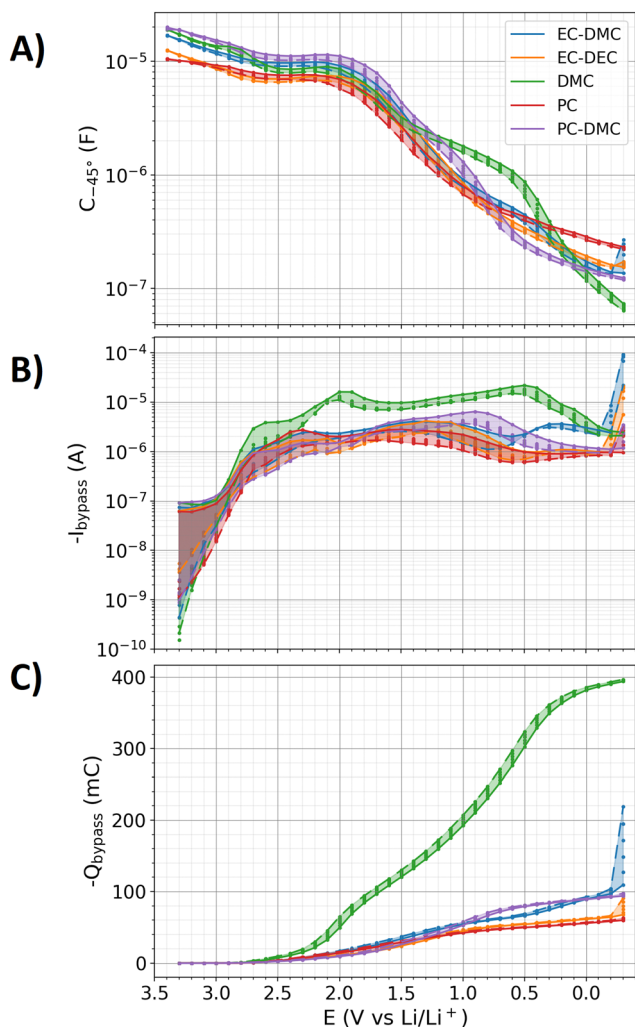 A)
C₋₄₅° (F)
10⁻⁵
10⁻⁶
10⁻⁷
EC-DMC
EC-DEC
DMC
PC
PC-DMC
B)
-I_bypass (A)
10⁻⁴
10⁻⁵
10⁻⁶
10⁻⁷
10⁻⁸
10⁻⁹
10⁻¹⁰
C)
-Q_bypass (mC)
400
300
200
100
0
3.5 3.0 2.5 2.0 1.5 1.0 0.5 0.0
E (V vs Li/Li⁺)